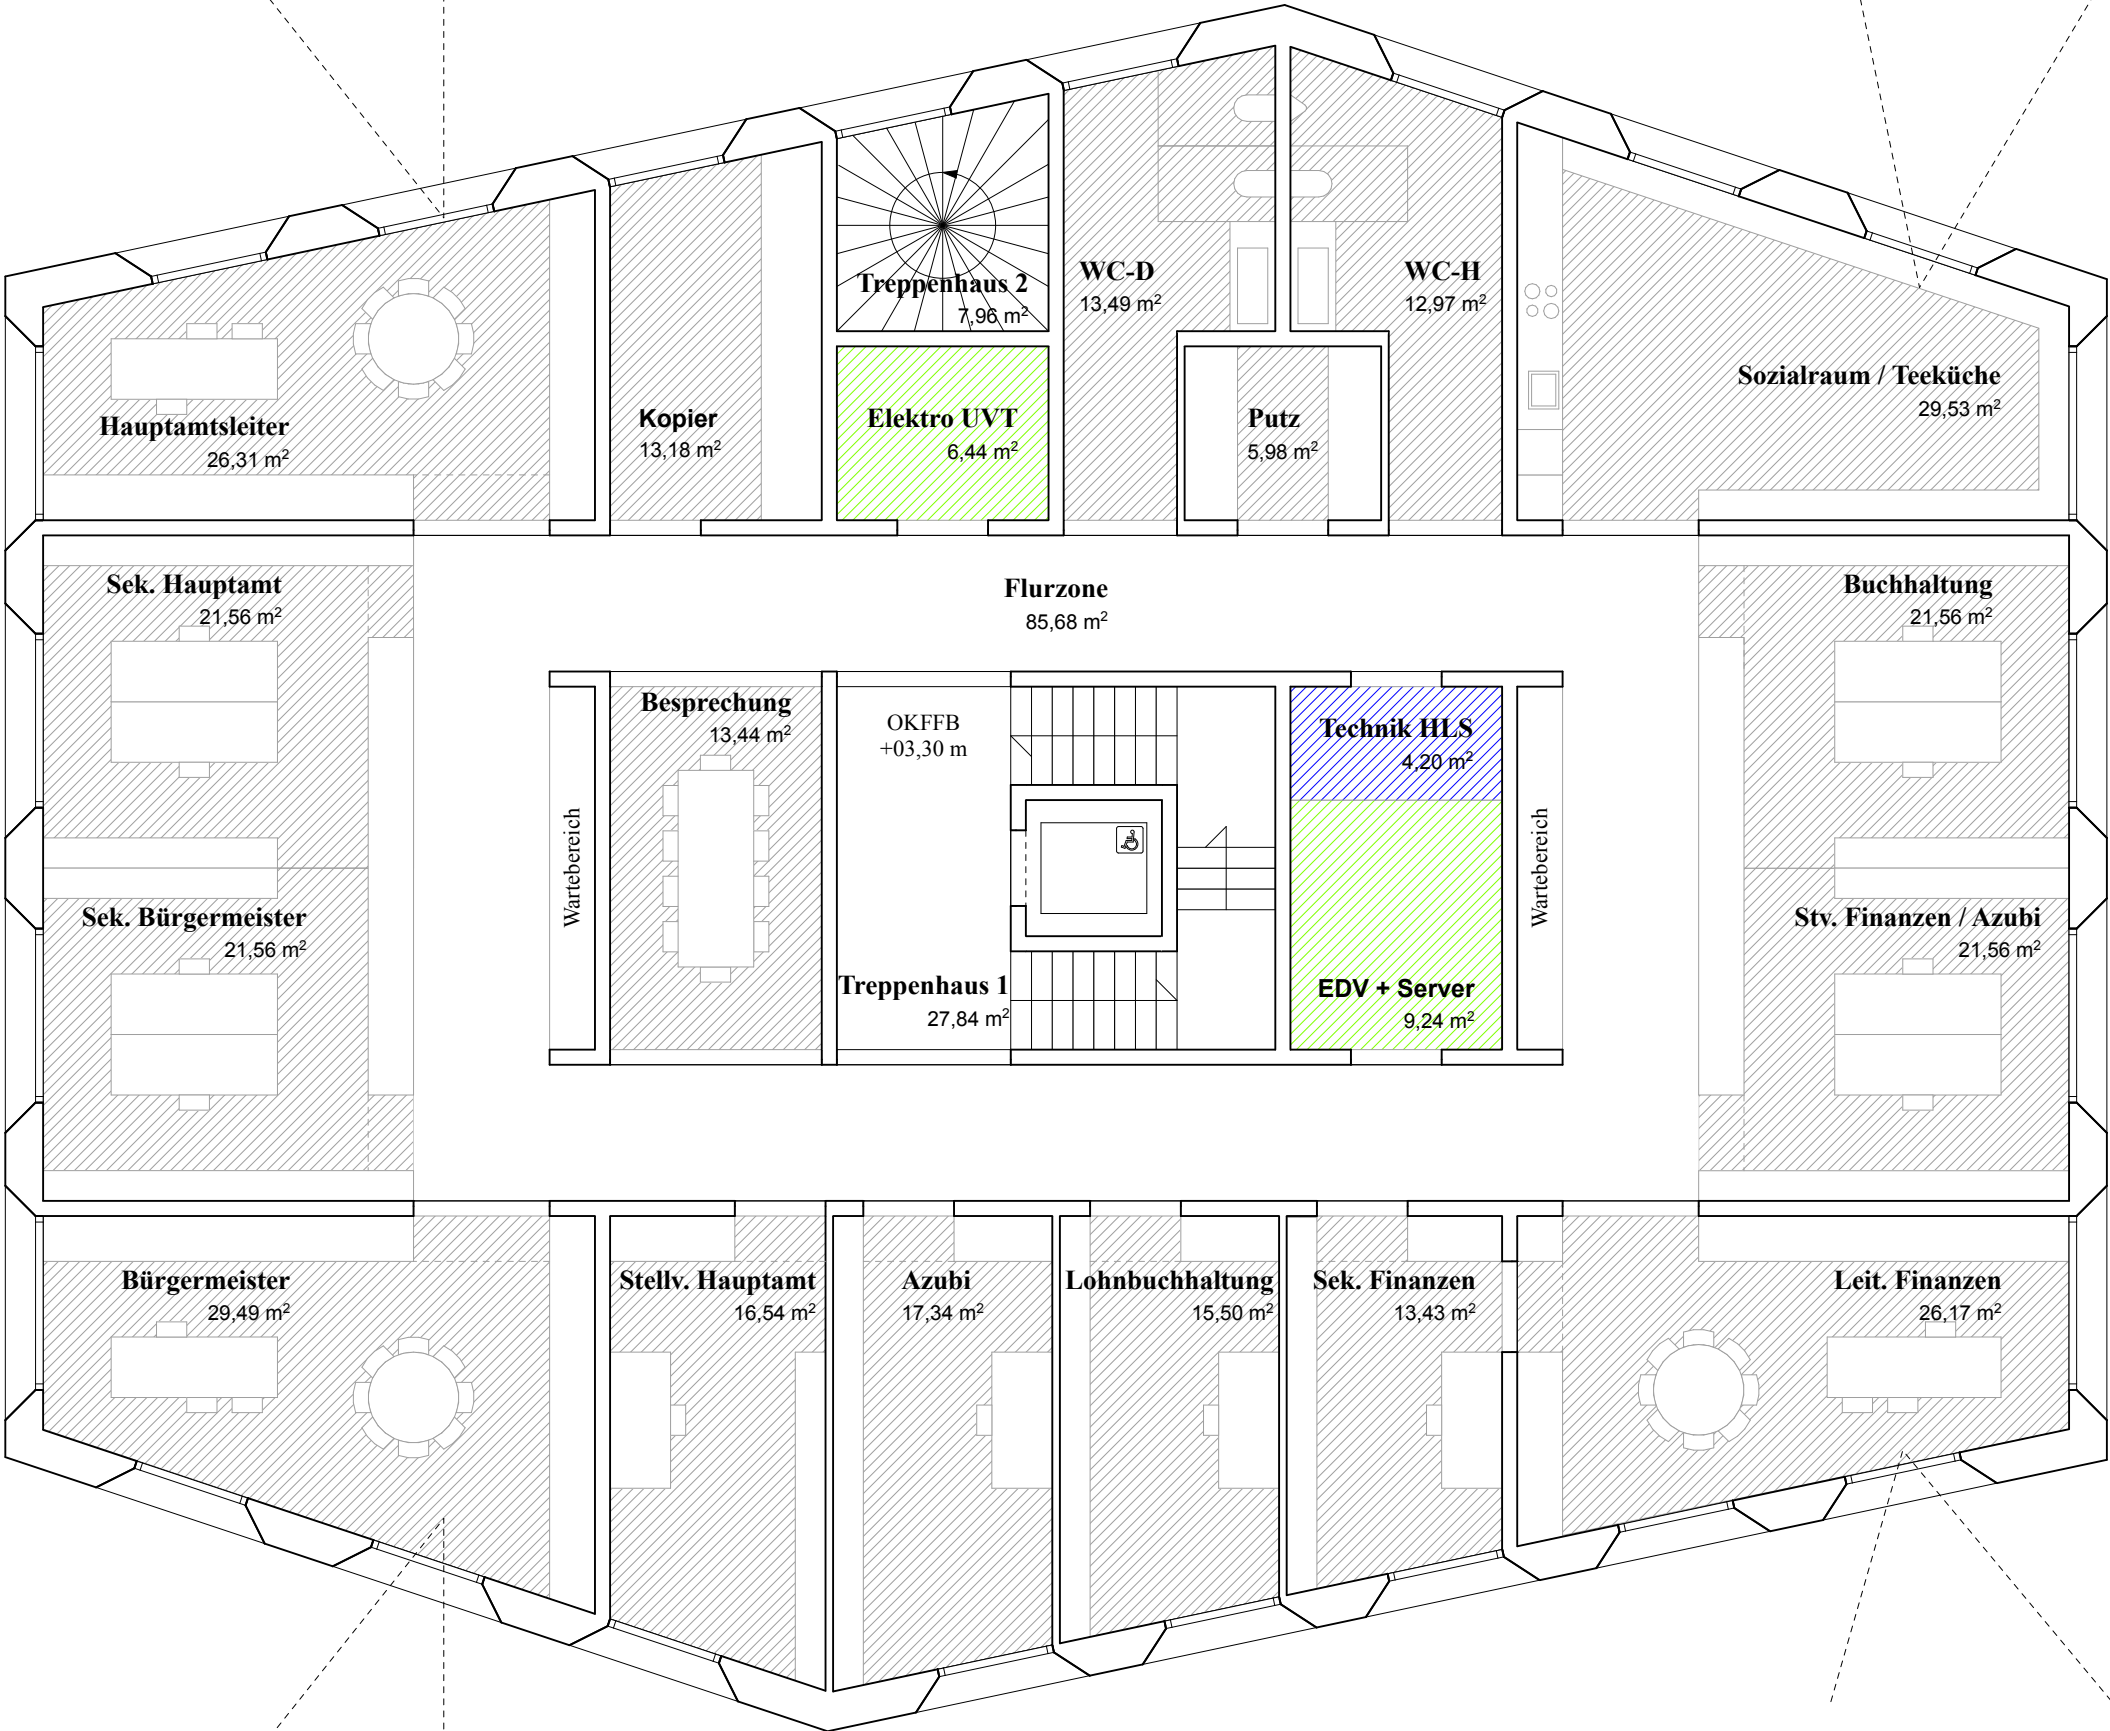 Treppenhaus 2
7,96 m²
WC-D
13,49 m²
WC-H
12,97 m²
Sozialraum / Teeküche
29,53 m²
Hauptamtsleiter
26,31 m²
Kopier
13,18 m²
Elektro UVT
6,44 m²
Putz
5,98 m²
Flurzone
85,68 m²
Sek. Hauptamt
21,56 m²
Buchhaltung
21,56 m²
Besprechung
13,44 m²
OKFFB
+03,30 m
Technik HLS
4,20 m²
Wartebereich
Wartebereich
Sek. Bürgermeister
21,56 m²
Stv. Finanzen / Azubi
21,56 m²
Treppenhaus 1
27,84 m²
EDV + Server
9,24 m²
Bürgermeister
29,49 m²
Stellv. Hauptamt
16,54 m²
Azubi
17,34 m²
Lohnbuchhaltung
15,50 m²
Sek. Finanzen
13,43 m²
Leit. Finanzen
26,17 m²